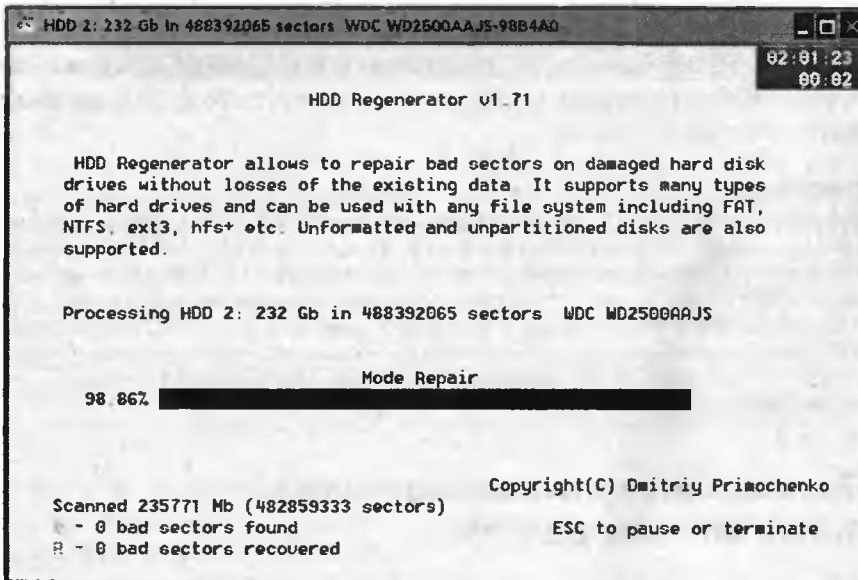 HDD 2: 232 Gb in 488392065 sectors WDC WD2500AAJS-98B4A0
02:01:23
00:02
HDD Regenerator v1.71
HDD Regenerator allows to repair bad sectors on damaged hard disk
drives without losses of the existing data. It supports many types
of hard drives and can be used with any file system including FAT,
NTFS, ext3, hfs+ etc. Unformatted and unpartitioned disks are also
supported.
Processing HDD 2: 232 Gb in 488392065 sectors WDC WD2500AAJS
Mode Repair
98.86%
Copyright(C) Dmitriy Primochenko
Scanned 235771 Mb (482859333 sectors)
- 0 bad sectors found
ESC to pause or terminate
R - 0 bad sectors recovered